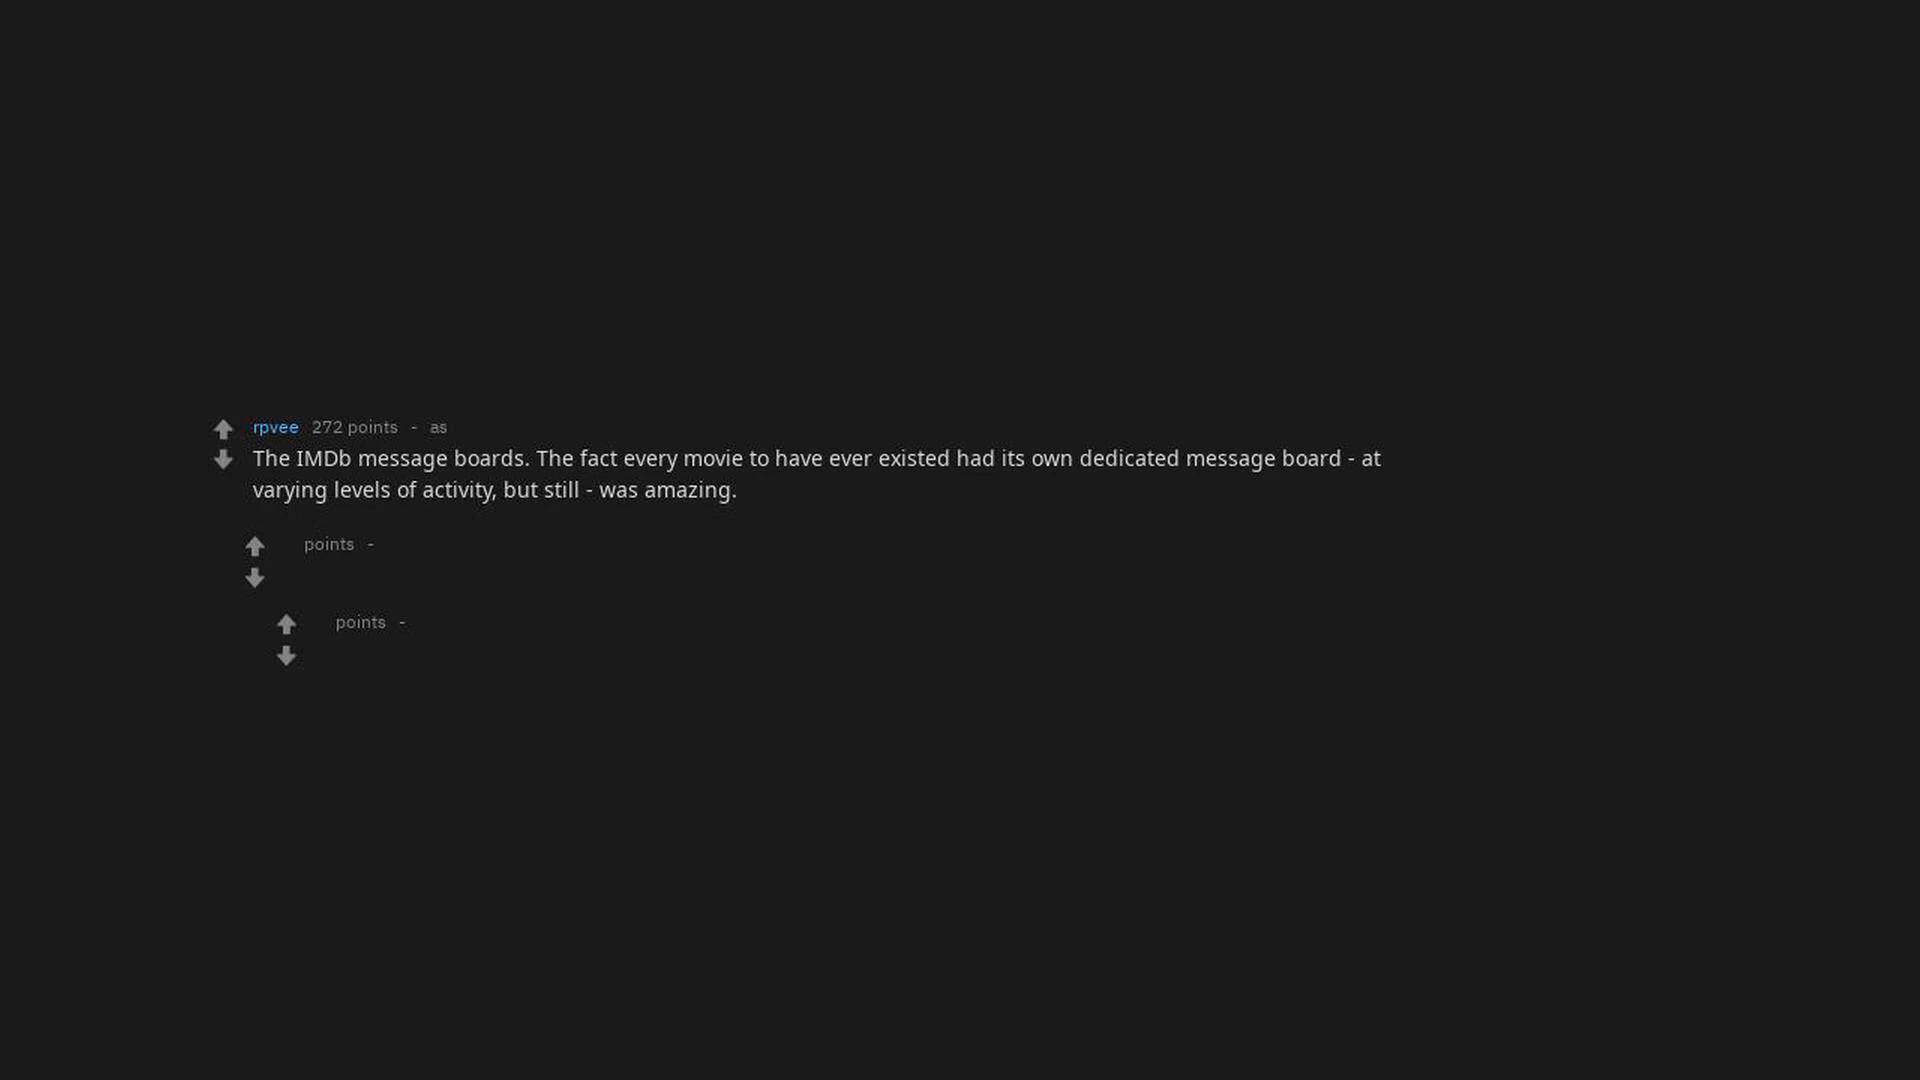 rpvee 272 points - as
The IMDb message boards. The fact every movie to have ever existed had its own dedicated message board - at
varying levels of activity, but still - was amazing.
points -
points -